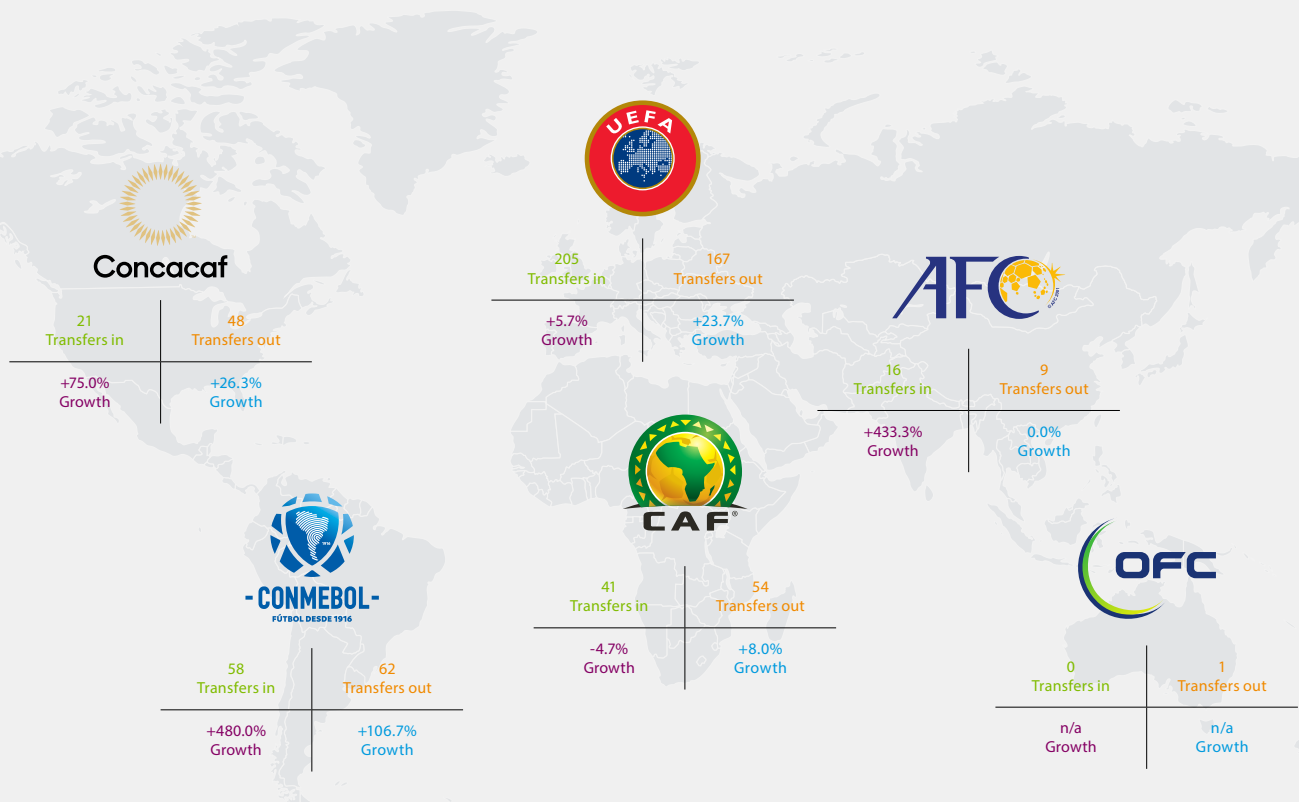 UEFA
205
Transfers in
167
Transfers out
+5.7%
Growth
+23.7%
Growth
Concacaf
21
Transfers in
48
Transfers out
+75.0%
Growth
+26.3%
Growth
AFC
© AFC 2001
16
Transfers in
9
Transfers out
+433.3%
Growth
0.0%
Growth
CAF®
41
Transfers in
54
Transfers out
-4.7%
Growth
+8.0%
Growth
1916
-CONMEBOL-
FÚTBOL DESDE 1916
58
Transfers in
62
Transfers out
+480.0%
Growth
+106.7%
Growth
OFC
0
Transfers in
1
Transfers out
n/a
Growth
n/a
Growth